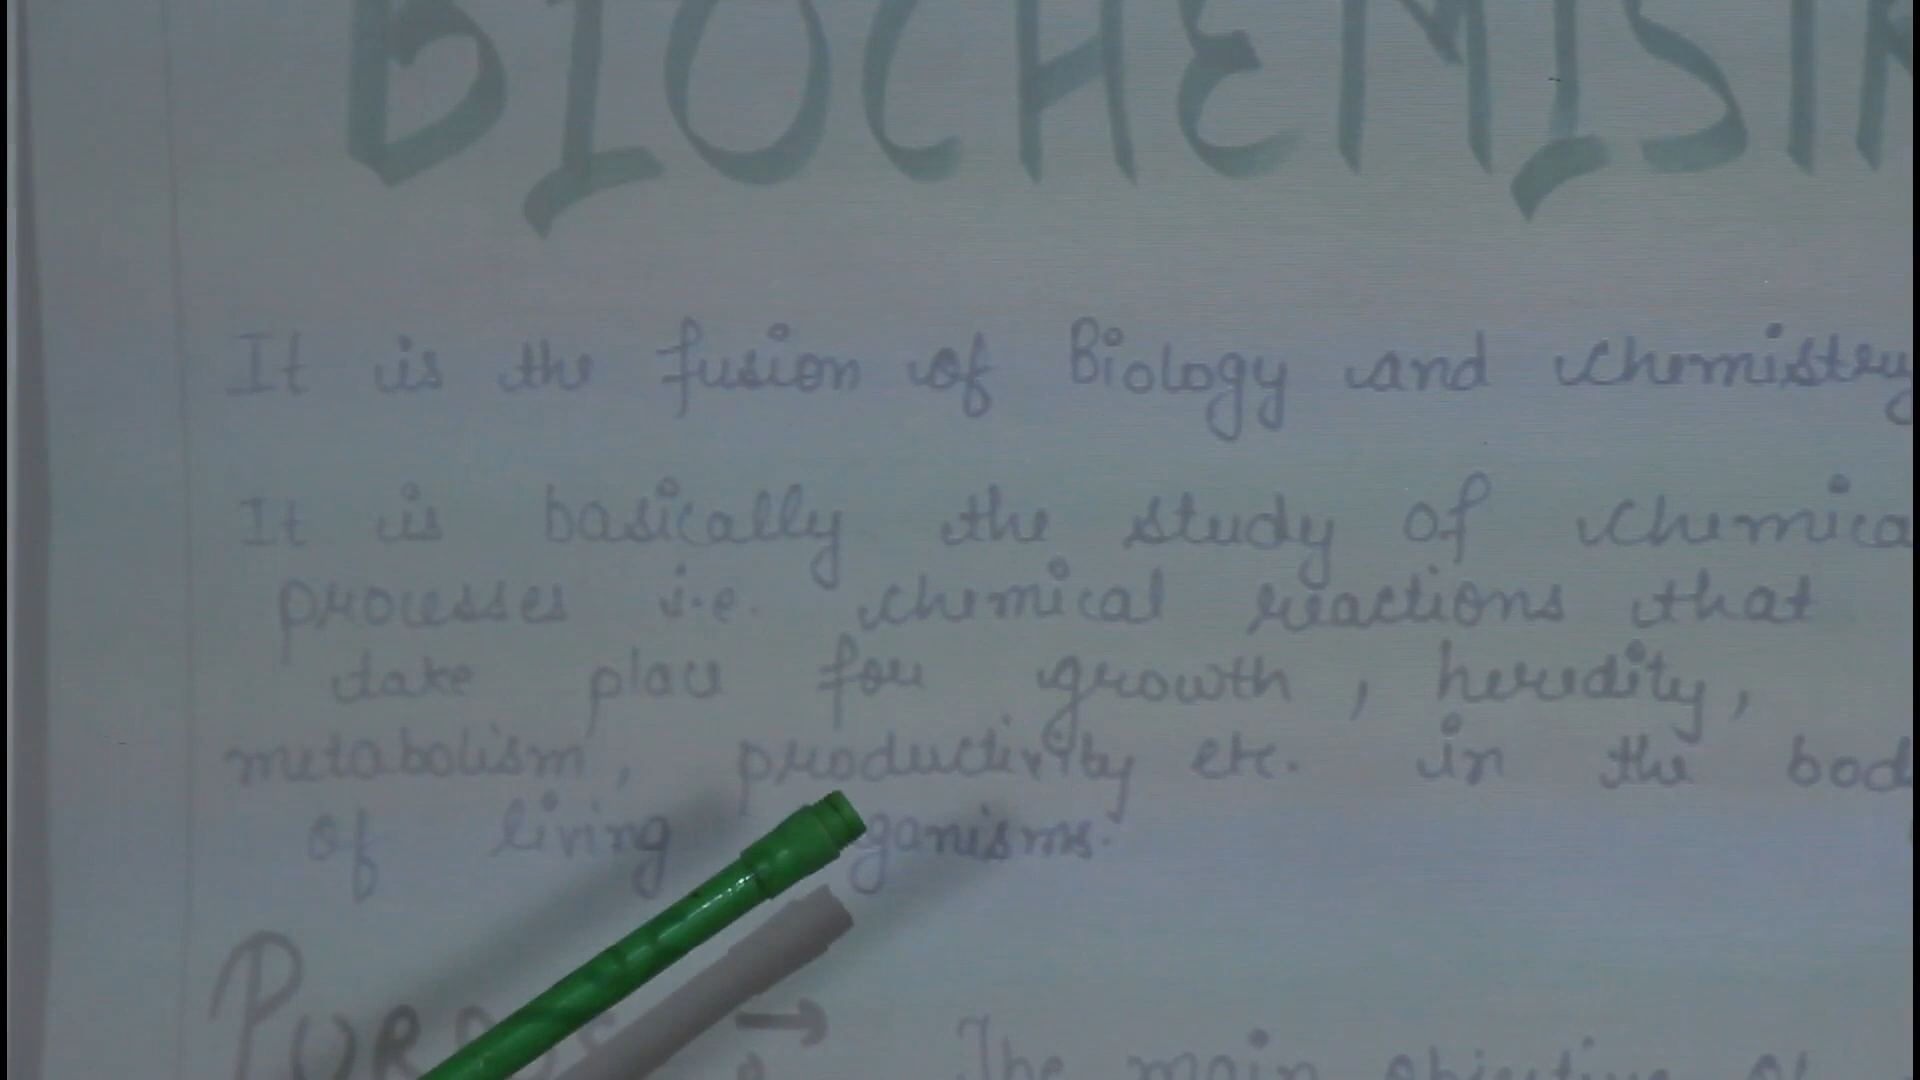 BIOCHEMISTR
It is the fusion of Biology and chemistry
It is basically the study of chemica
processes i.e. chemical reactions that
take place for growth, heredity,
metabolism, productivity etc. in the bod
of living ganisms.
PURPOSE → The main objective of